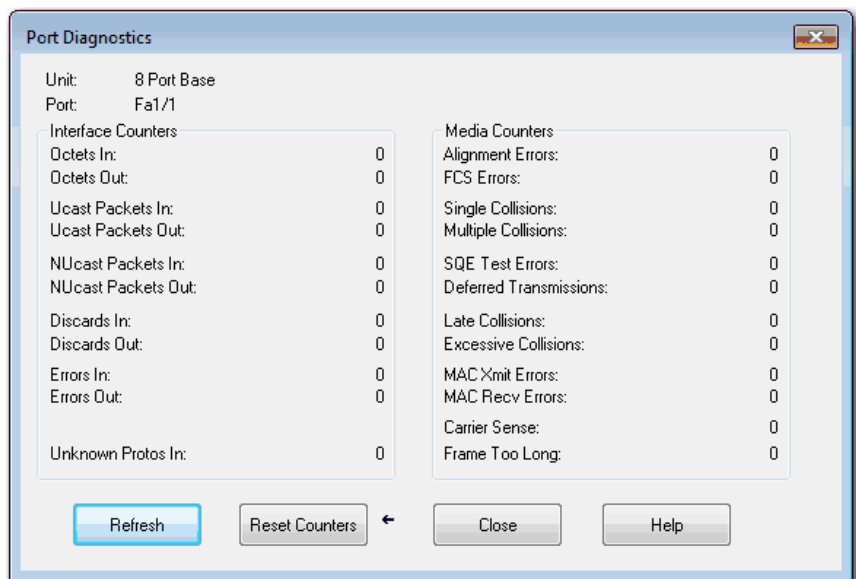 Port Diagnostics
Unit: 8 Port Base
Port: Fa1/1
Interface Counters
Octets In: 0
Octets Out: 0
Ucast Packets In: 0
Ucast Packets Out: 0
NUcast Packets In: 0
NUcast Packets Out: 0
Discards In: 0
Discards Out: 0
Errors In: 0
Errors Out: 0
Unknown Protos In: 0
Media Counters
Alignment Errors: 0
FCS Errors: 0
Single Collisions: 0
Multiple Collisions: 0
SQE Test Errors: 0
Deferred Transmissions: 0
Late Collisions: 0
Excessive Collisions: 0
MAC Xmit Errors: 0
MAC Recv Errors: 0
Carrier Sense: 0
Frame Too Long: 0
Refresh Reset Counters ← Close Help